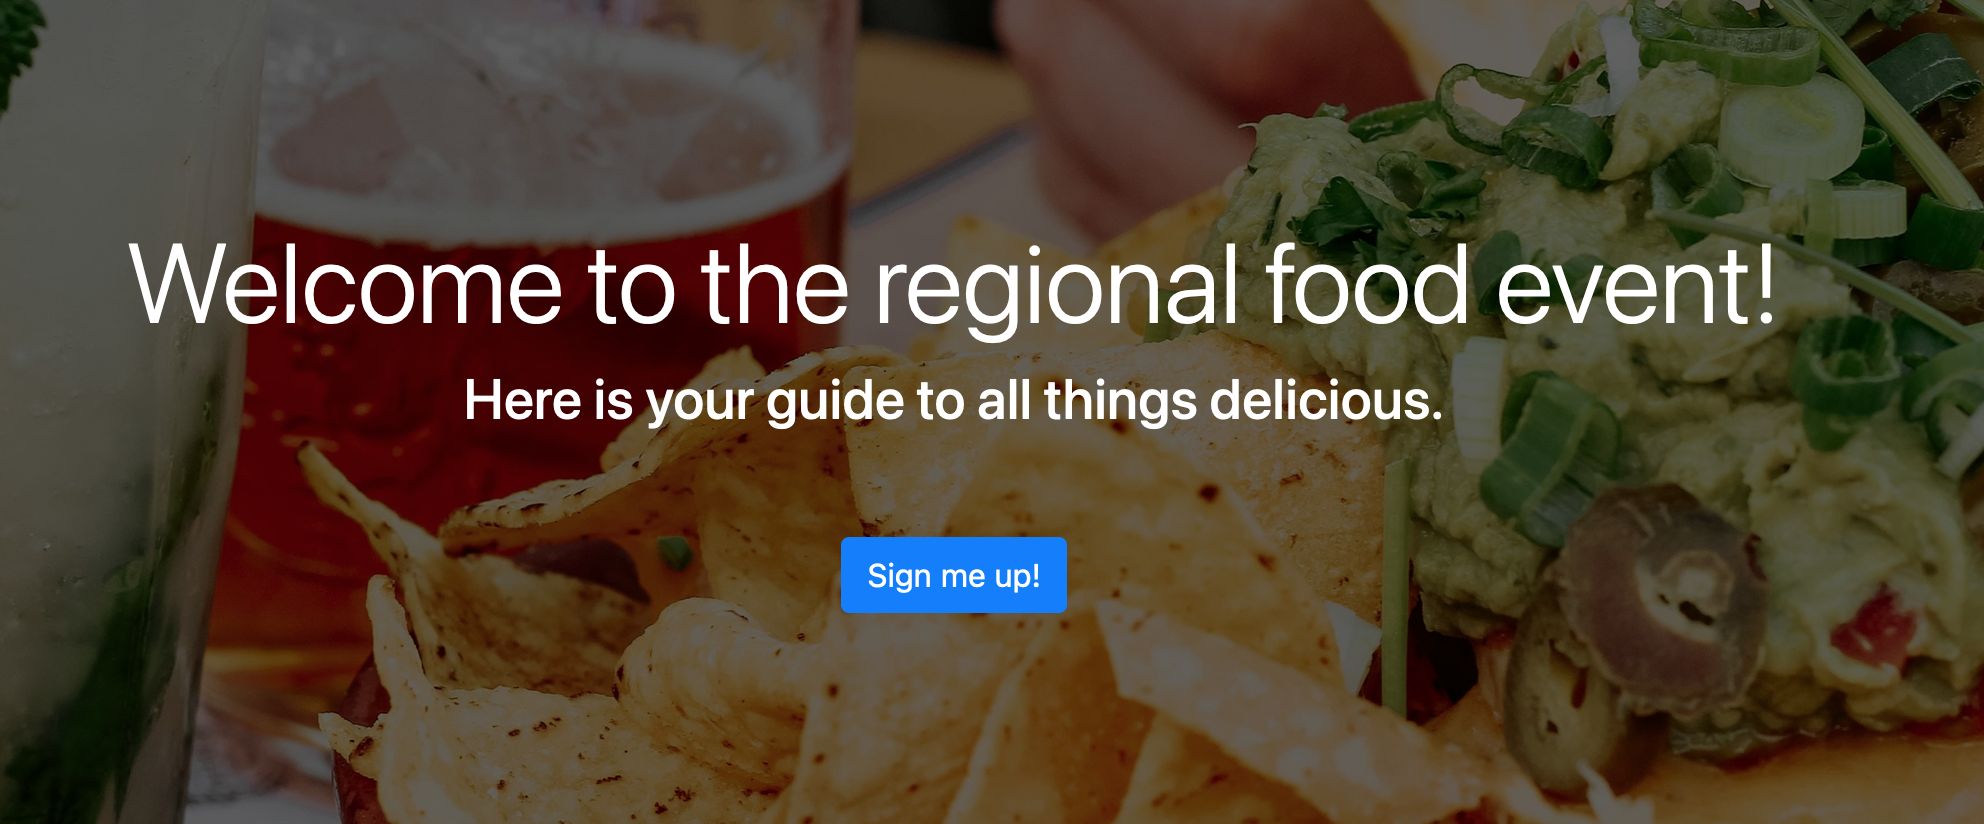 Welcome to the regional food event!
Here is your guide to all things delicious.
Sign me up!